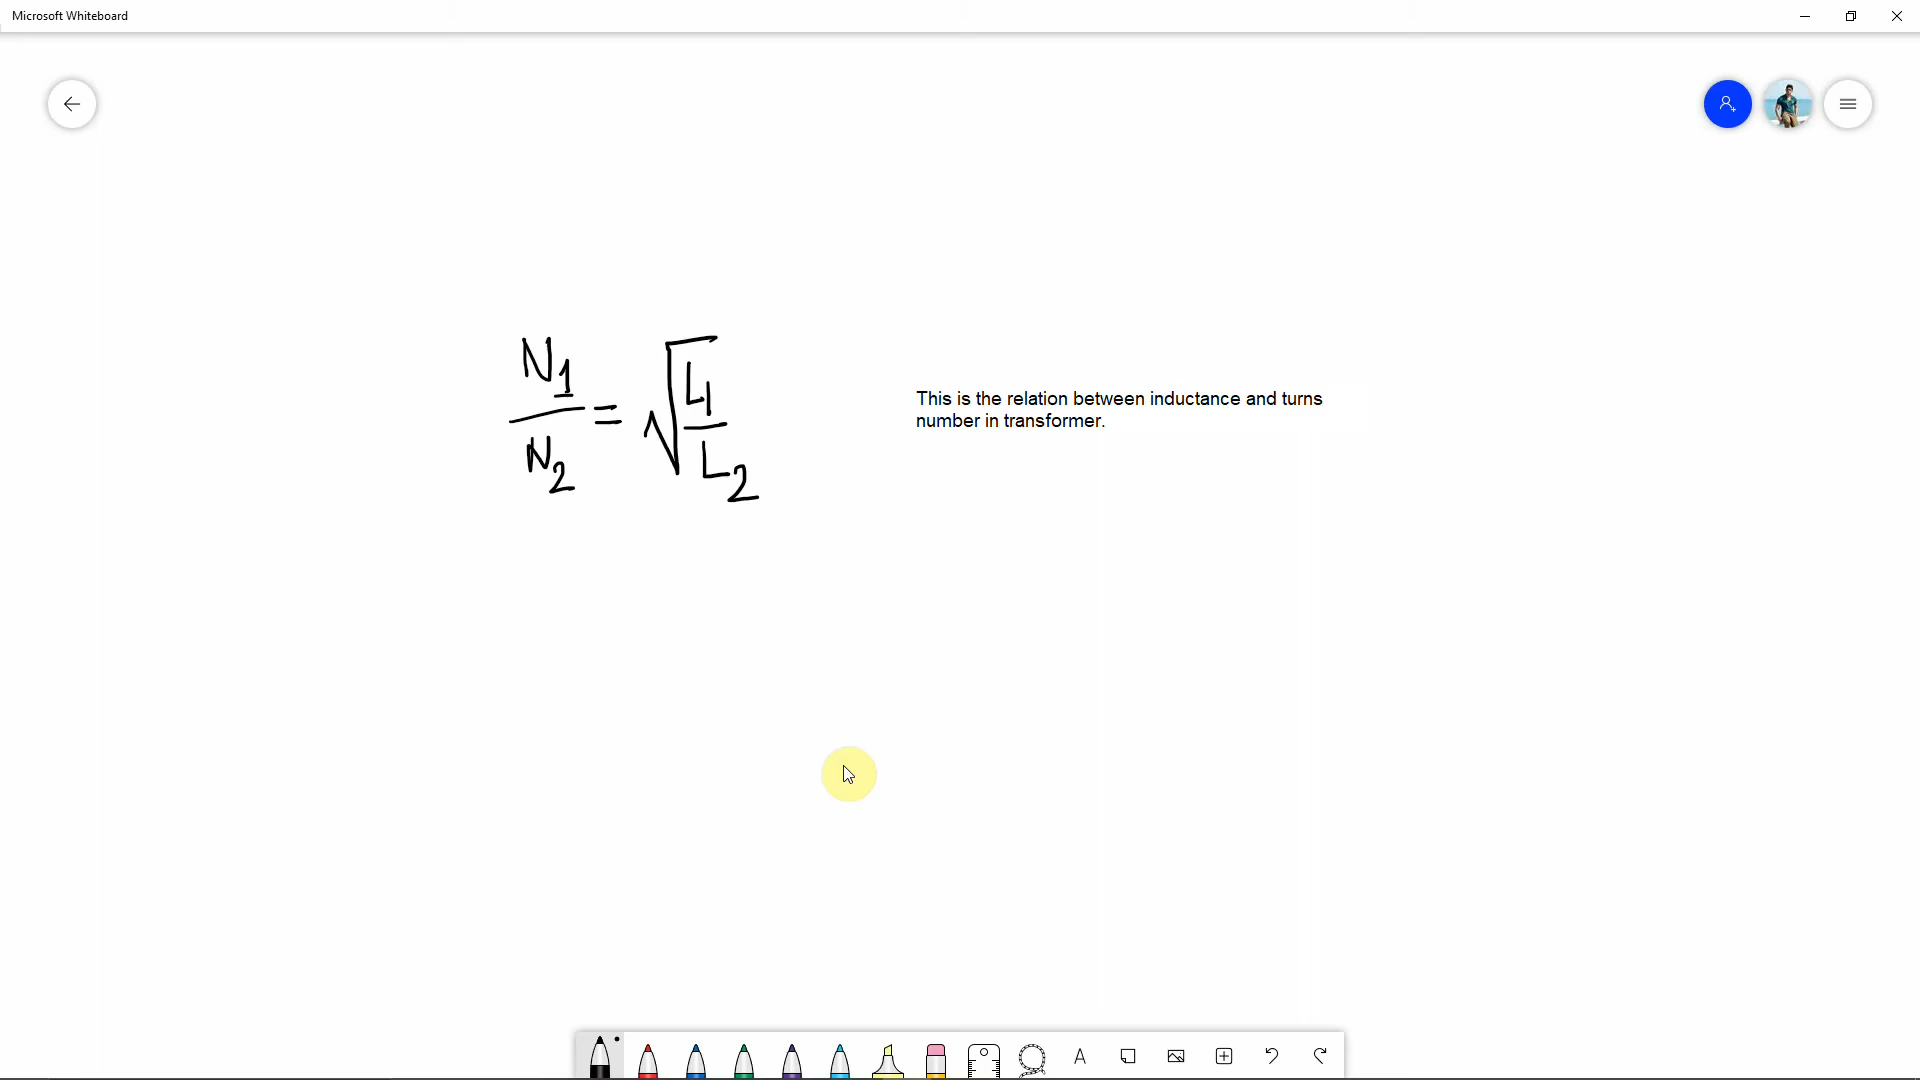 Microsoft Whiteboard
N1/N2 = √L1/L2
This is the relation between inductance and turns
number in transformer.
A